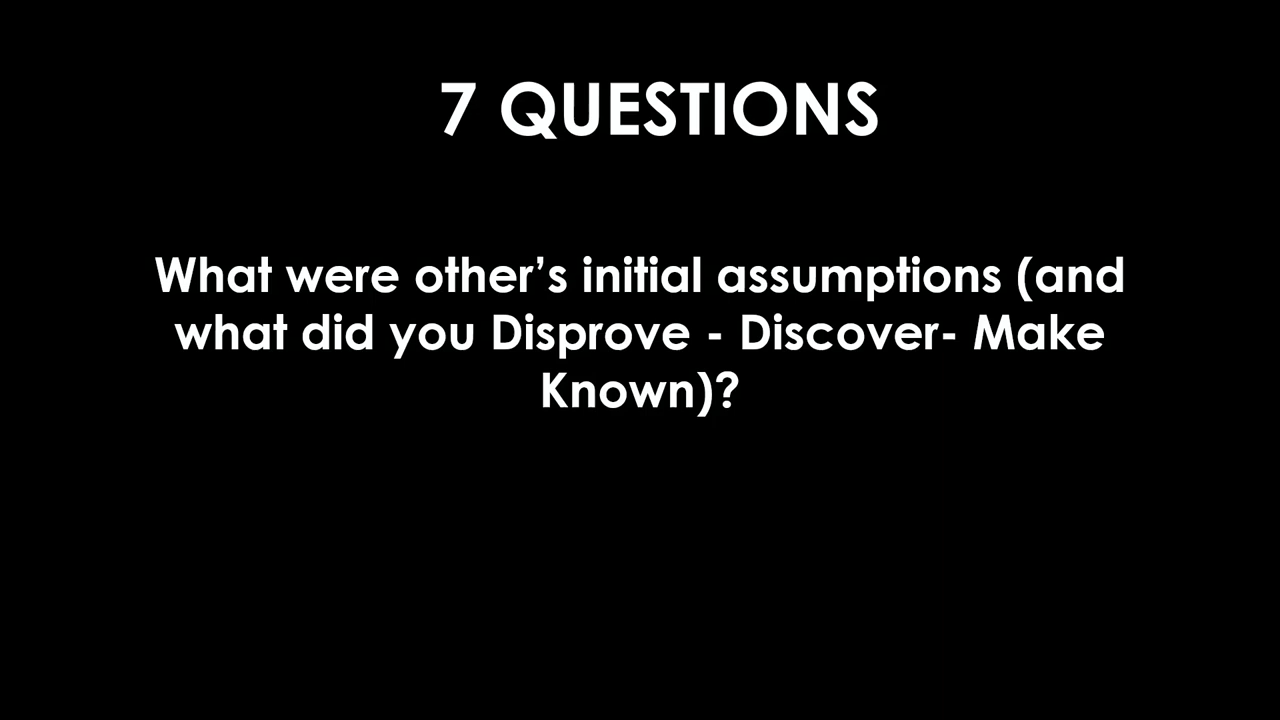 7 QUESTIONS
What were other’s initial assumptions (and
what did you Disprove - Discover- Make
Known)?